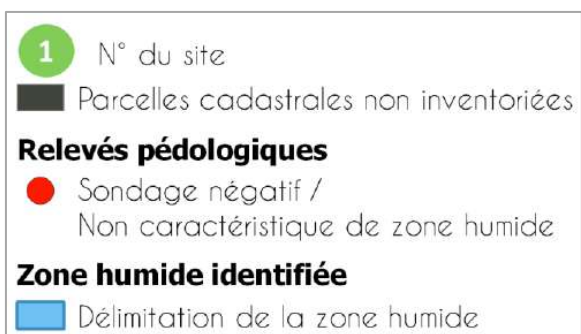 1 N° du site
Parcelles cadastrales non inventoriées
Relevés pédologiques
Sondage négatif /
Non caractéristique de zone humide
Zone humide identifiée
Délimitation de la zone humide